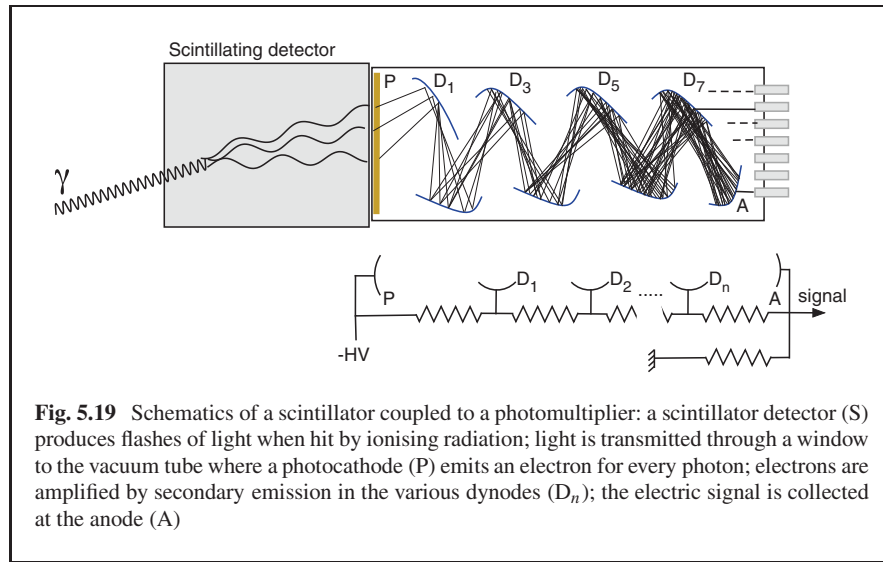 Scintillating detector
P D1 D3 D5 D7
γ
A
P D1 D2 ..... Dn A signal
-HV
Fig. 5.19 Schematics of a scintillator coupled to a photomultiplier: a scintillator detector (S)
produces flashes of light when hit by ionising radiation; light is transmitted through a window
to the vacuum tube where a photocathode (P) emits an electron for every photon; electrons are
amplified by secondary emission in the various dynodes (Dn); the electric signal is collected
at the anode (A)